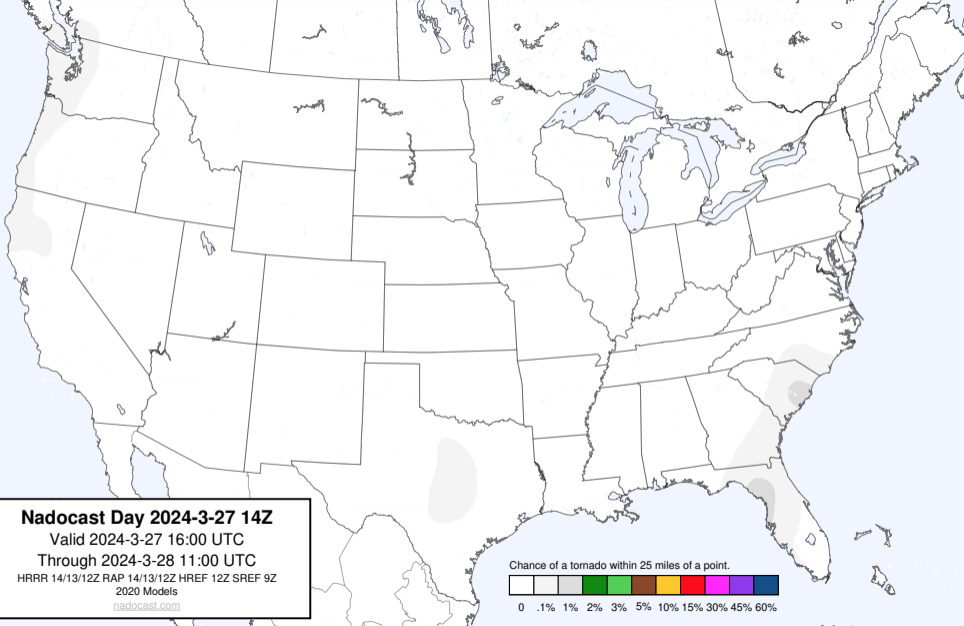 Nadocast Day 2024-3-27 14Z
Valid 2024-3-27 16:00 UTC
Through 2024-3-28 11:00 UTC
HRRR 14/13/12Z RAP 14/13/12Z HREF 12Z SREF 9Z
2020 Models
nadocast.com
Chance of a tornado within 25 miles of a point.
0 .1% 1% 2% 3% 5% 10% 15% 30% 45% 60%